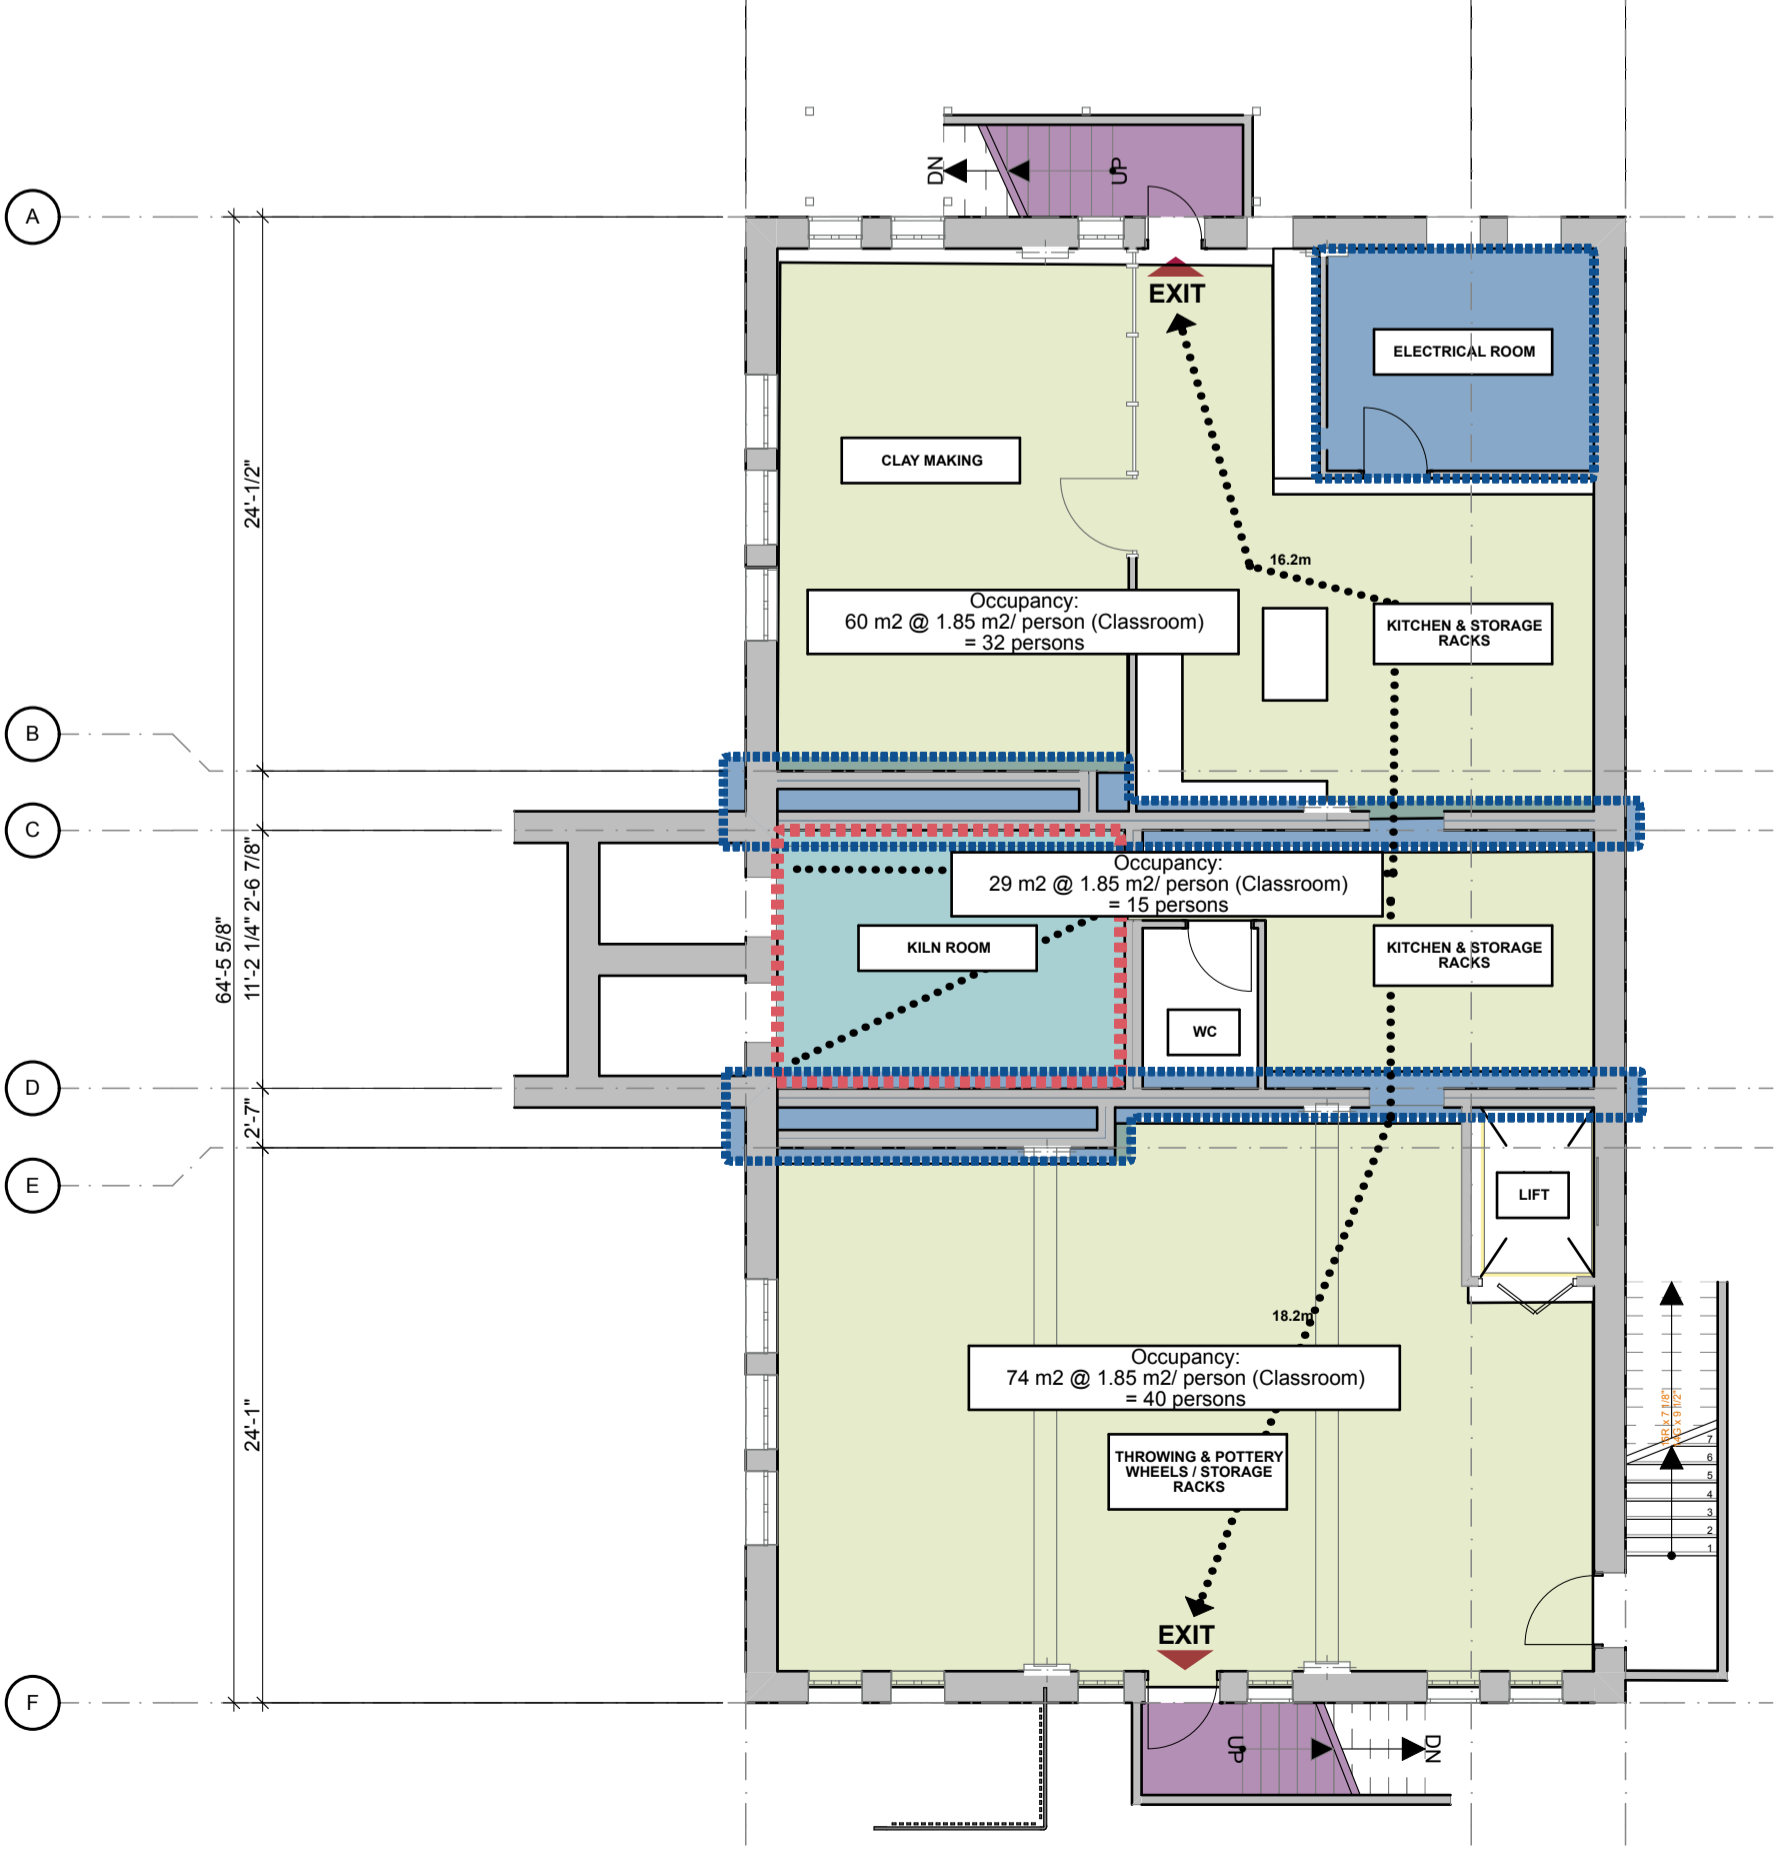 DN
UP
A
EXIT
ELECTRICAL ROOM
CLAY MAKING
24'-1/2"
16.2m
Occupancy:
60 m2 @ 1.85 m2/ person (Classroom)
= 32 persons
KITCHEN & STORAGE
RACKS
B
C
2'-6 7/8"
Occupancy:
29 m2 @ 1.85 m2/ person (Classroom)
= 15 persons
64'-5 5/8"
11'-2 1/4"
KILN ROOM
KITCHEN & STORAGE
RACKS
WC
D
2'-7"
E
LIFT
18.2m
Occupancy:
74 m2 @ 1.85 m2/ person (Classroom)
= 40 persons
24'-1"
THROWING & POTTERY
WHEELS / STORAGE
RACKS
7
6
5
4
3
2
1
EXIT
F
UP
DN